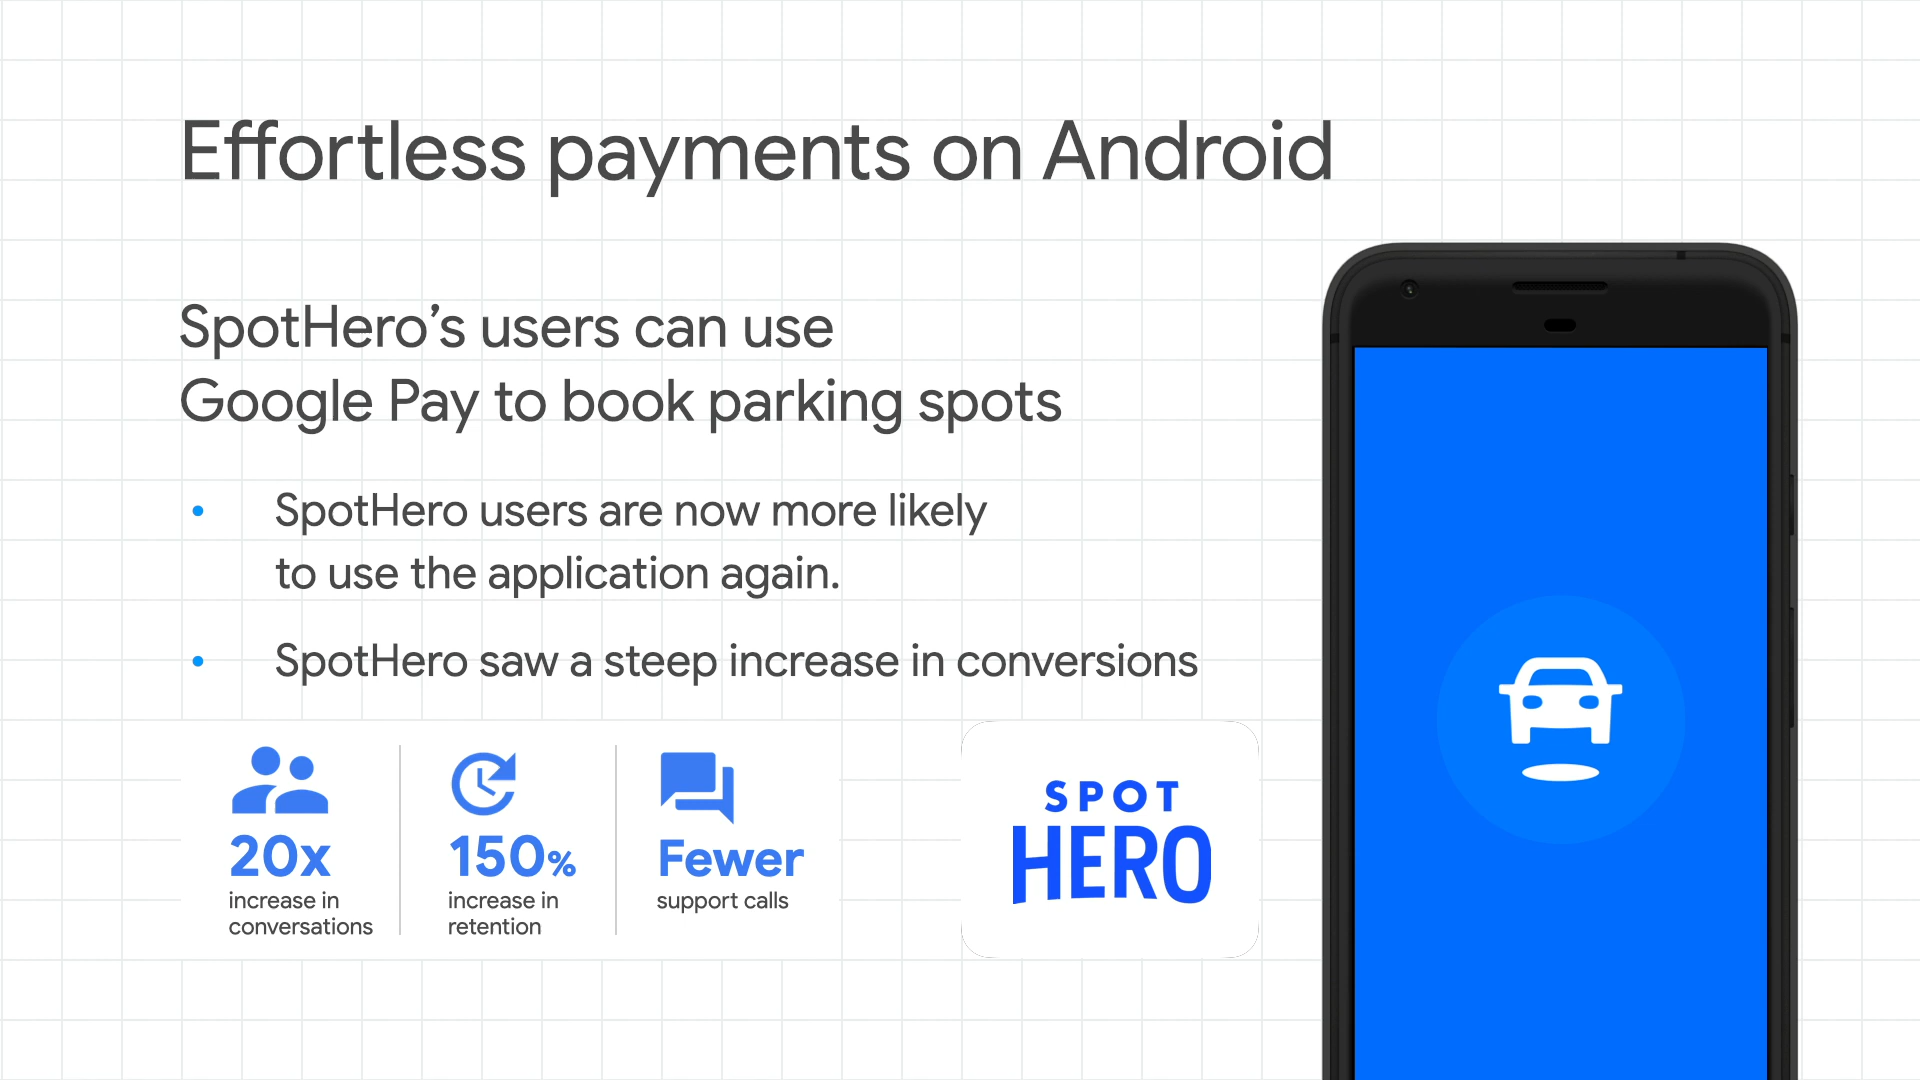 Effortless payments on Android
SpotHero’s users can use
Google Pay to book parking spots
• SpotHero users are now more likely
to use the application again.
• SpotHero saw a steep increase in conversions
20x
increase in
conversations
150%
increase in
retention
Fewer
support calls
SPOT
HERO